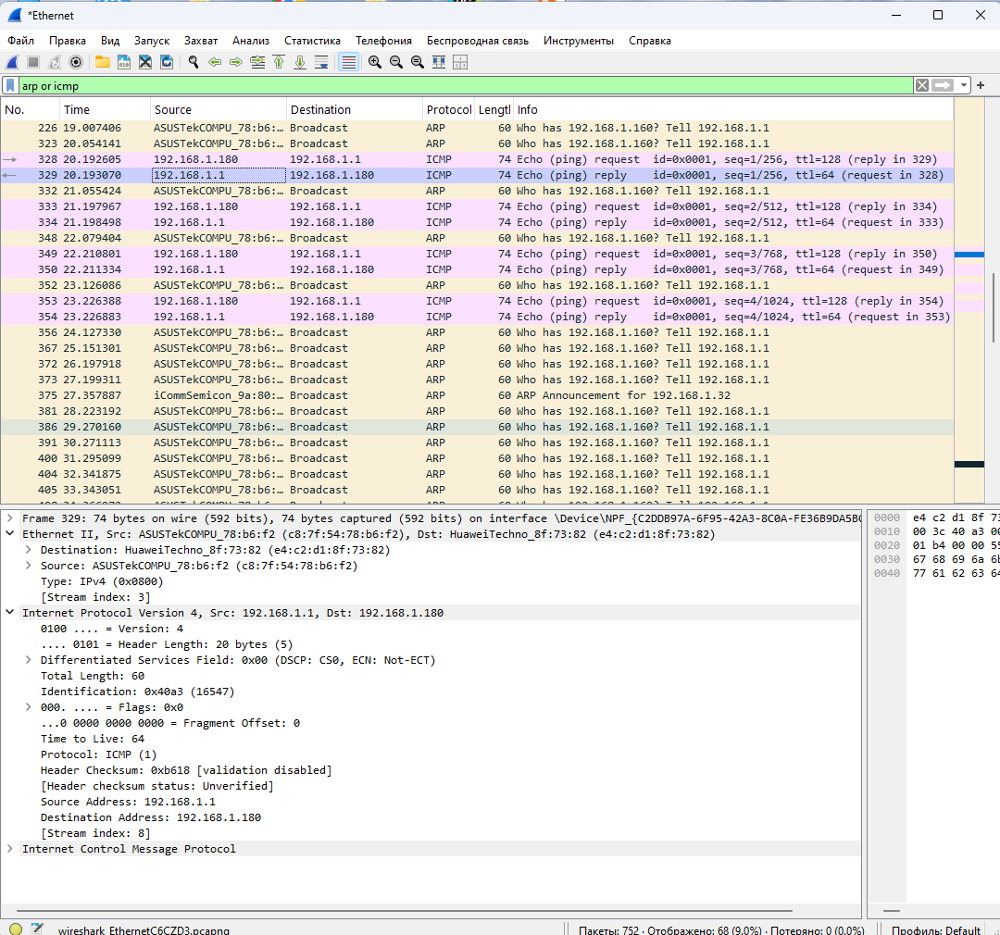 *Ethernet
Файл Правка Вид Запуск Захват Анализ Статистика Телефония Беспроводная связь Инструменты Справка
arp or icmp
No. Time Source Destination Protocol Lengtl Info
226 19.007406 ASUSTekCOMPU_78:b6:… Broadcast ARP 60 Who has 192.168.1.160? Tell 192.168.1.1
323 20.054141 ASUSTekCOMPU_78:b6:… Broadcast ARP 60 Who has 192.168.1.160? Tell 192.168.1.1
328 20.192605 192.168.1.180 192.168.1.1 ICMP 74 Echo (ping) request id=0x0001, seq=1/256, ttl=128 (reply in 329)
329 20.193070 192.168.1.1 192.168.1.180 ICMP 74 Echo (ping) reply id=0x0001, seq=1/256, ttl=64 (request in 328)
332 21.055424 ASUSTekCOMPU_78:b6:… Broadcast ARP 60 Who has 192.168.1.160? Tell 192.168.1.1
333 21.197967 192.168.1.180 192.168.1.1 ICMP 74 Echo (ping) request id=0x0001, seq=2/512, ttl=128 (reply in 334)
334 21.198498 192.168.1.1 192.168.1.180 ICMP 74 Echo (ping) reply id=0x0001, seq=2/512, ttl=64 (request in 333)
348 22.079404 ASUSTekCOMPU_78:b6:… Broadcast ARP 60 Who has 192.168.1.160? Tell 192.168.1.1
349 22.210801 192.168.1.180 192.168.1.1 ICMP 74 Echo (ping) request id=0x0001, seq=3/768, ttl=128 (reply in 350)
350 22.211334 192.168.1.1 192.168.1.180 ICMP 74 Echo (ping) reply id=0x0001, seq=3/768, ttl=64 (request in 349)
352 23.126086 ASUSTekCOMPU_78:b6:… Broadcast ARP 60 Who has 192.168.1.160? Tell 192.168.1.1
353 23.226388 192.168.1.180 192.168.1.1 ICMP 74 Echo (ping) request id=0x0001, seq=4/1024, ttl=128 (reply in 354)
354 23.226883 192.168.1.1 192.168.1.180 ICMP 74 Echo (ping) reply id=0x0001, seq=4/1024, ttl=64 (request in 353)
356 24.127330 ASUSTekCOMPU_78:b6:… Broadcast ARP 60 Who has 192.168.1.160? Tell 192.168.1.1
367 25.151301 ASUSTekCOMPU_78:b6:… Broadcast ARP 60 Who has 192.168.1.160? Tell 192.168.1.1
372 26.197918 ASUSTekCOMPU_78:b6:… Broadcast ARP 60 Who has 192.168.1.160? Tell 192.168.1.1
373 27.199311 ASUSTekCOMPU_78:b6:… Broadcast ARP 60 Who has 192.168.1.160? Tell 192.168.1.1
375 27.357887 iCommSemicon_9a:80:… Broadcast ARP 60 ARP Announcement for 192.168.1.32
381 28.223192 ASUSTekCOMPU_78:b6:… Broadcast ARP 60 Who has 192.168.1.160? Tell 192.168.1.1
386 29.270160 ASUSTekCOMPU_78:b6:… Broadcast ARP 60 Who has 192.168.1.160? Tell 192.168.1.1
391 30.271113 ASUSTekCOMPU_78:b6:… Broadcast ARP 60 Who has 192.168.1.160? Tell 192.168.1.1
400 31.295099 ASUSTekCOMPU_78:b6:… Broadcast ARP 60 Who has 192.168.1.160? Tell 192.168.1.1
404 32.341875 ASUSTekCOMPU_78:b6:… Broadcast ARP 60 Who has 192.168.1.160? Tell 192.168.1.1
405 33.343051 ASUSTekCOMPU_78:b6:… Broadcast ARP 60 Who has 192.168.1.160? Tell 192.168.1.1
Frame 329: 74 bytes on wire (592 bits), 74 bytes captured (592 bits) on interface \Device\NPF_{C2DDB97A-6F95-42A3-8C0A-FE36B9DA5B
Ethernet II, Src: ASUSTekCOMPU_78:b6:f2 (c8:7f:54:78:b6:f2), Dst: HuaweiTechno_8f:73:82 (e4:c2:d1:8f:73:82)
Destination: HuaweiTechno_8f:73:82 (e4:c2:d1:8f:73:82)
Source: ASUSTekCOMPU_78:b6:f2 (c8:7f:54:78:b6:f2)
Type: IPv4 (0x0800)
[Stream index: 3]
Internet Protocol Version 4, Src: 192.168.1.1, Dst: 192.168.1.180
0100 .... = Version: 4
.... 0101 = Header Length: 20 bytes (5)
Differentiated Services Field: 0x00 (DSCP: CS0, ECN: Not-ECT)
Total Length: 60
Identification: 0x40a3 (16547)
000. .... = Flags: 0x0
...0 0000 0000 0000 = Fragment Offset: 0
Time to Live: 64
Protocol: ICMP (1)
Header Checksum: 0xb618 [validation disabled]
[Header checksum status: Unverified]
Source Address: 192.168.1.1
Destination Address: 192.168.1.180
[Stream index: 8]
Internet Control Message Protocol
0000 e4 c2 d1 8f 73
0010 00 3c 40 a3 00
0020 01 b4 00 00 55
0030 67 68 69 6a 6b
0040 77 61 62 63 64
wireshark_EthernetC6CZD3.pcapng
Пакеты: 752 · Отображено: 68 (9.0%) · Потеряно: 0 (0.0%)
Профиль: Default